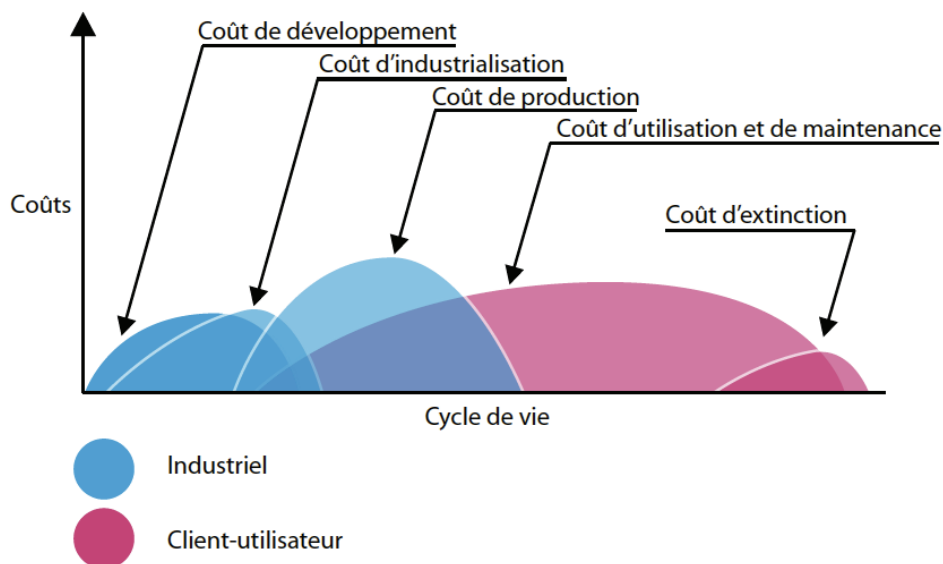 Coût de développement
Coût d’industrialisation
Coût de production
Coût d’utilisation et de maintenance
Coûts
Coût d’extinction
Cycle de vie
Industriel
Client-utilisateur